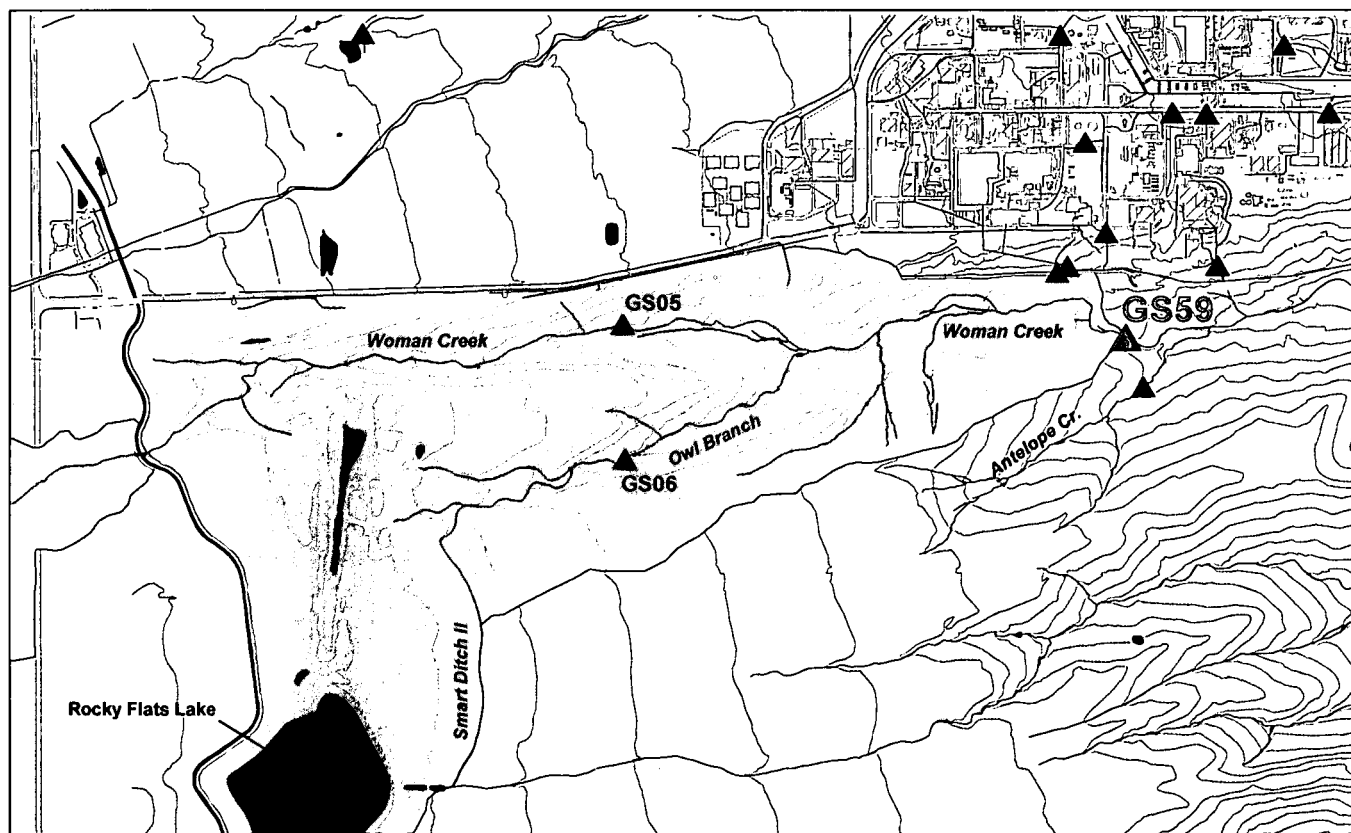 GS05
GS59
Woman Creek
Woman Creek
Owl Branch
Antelope Cr.
GS06
Smart Ditch II
Rocky Flats Lake